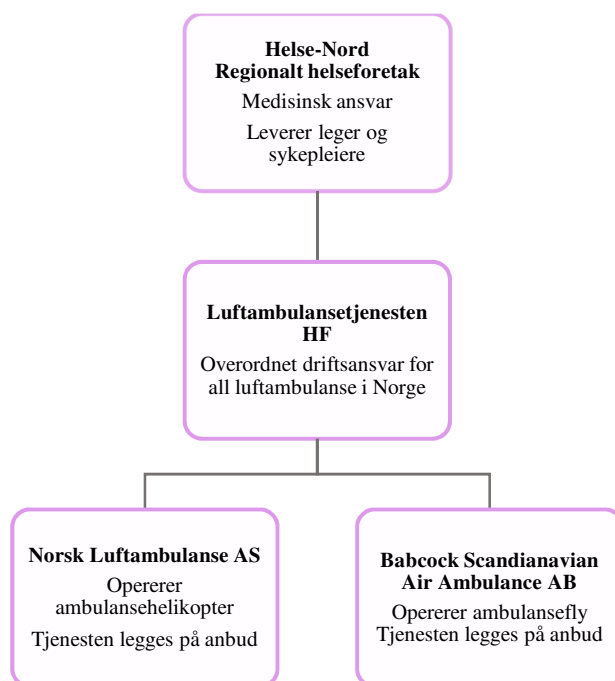 Helse-Nord
Regionalt helseforetak
Medisinsk ansvar
Leverer leger og
sykepleiere
Luftambulansetjenesten
HF
Overordnet driftsansvar for
all luftambulanse i Norge
Norsk Luftambulanse AS
Opererer
ambulansehelikopter
Tjenesten legges på anbud
Babcock Scandianavian
Air Ambulance AB
Opererer ambulansefly
Tjenesten legges på anbud